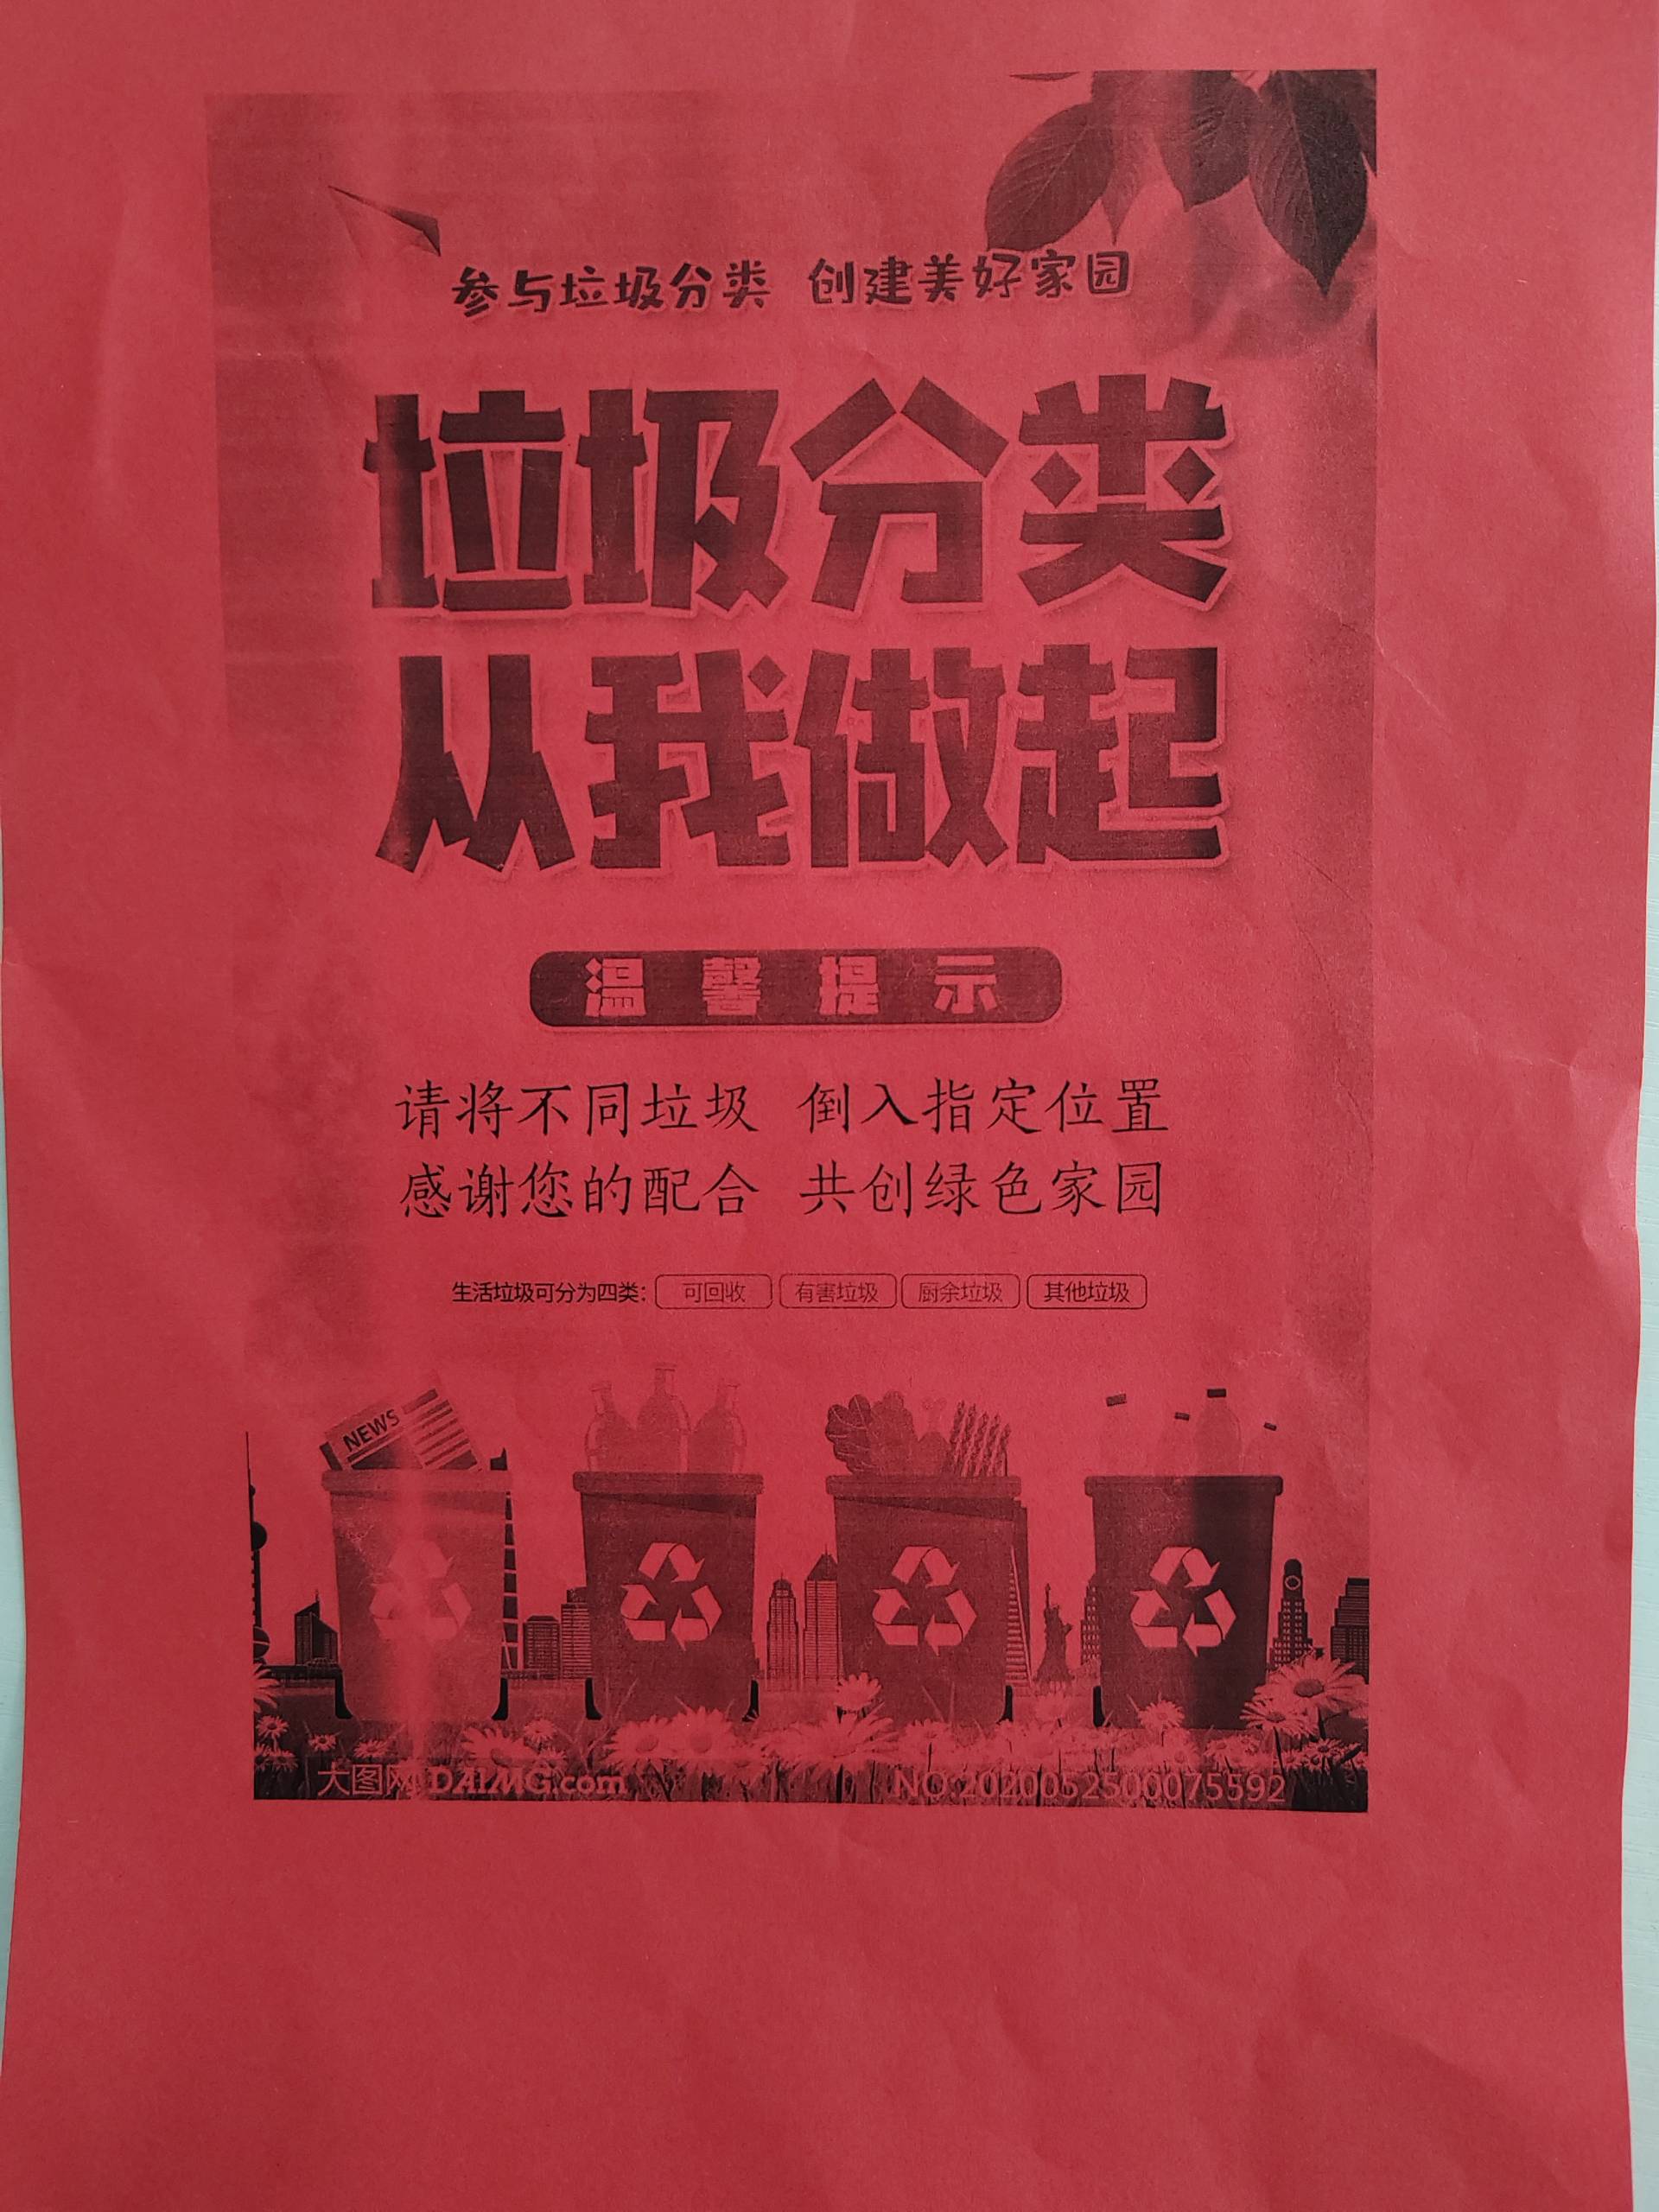 参与垃圾分类 创建美好家园
垃圾分类
从我做起
温馨提示
请将不同垃圾 倒入指定位置
感谢您的配合 共创绿色家园
生活垃圾可分为四类: 可回收 有害垃圾 厨余垃圾 其他垃圾
NEWS
大图网 DAIMG.com NO:2020052500075592